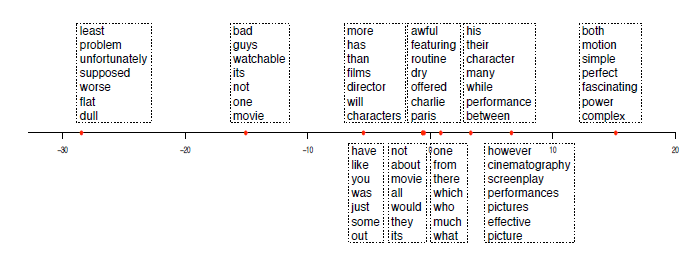 least
problem
unfortunately
supposed
worse
flat
dull
bad
guys
watchable
its
not
one
movie
more
has
than
films
director
will
characters
awful
featuring
routine
dry
offered
charlie
paris
his
their
character
many
while
performance
between
both
motion
simple
perfect
fascinating
power
complex
−30 −20 −10 0 10 20
have
like
you
was
just
some
out
not
about
movie
all
would
they
its
one
from
there
which
who
much
what
however
cinematography
screenplay
performances
pictures
effective
picture